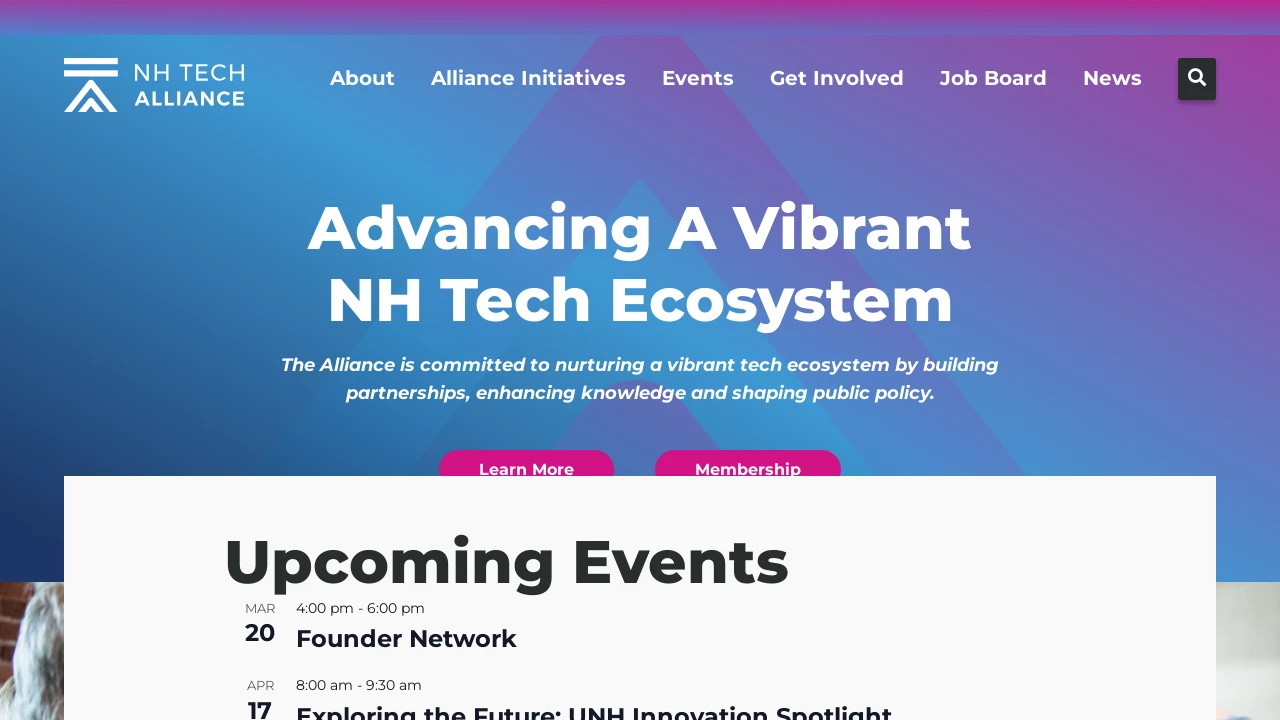 NH TECH
ALLIANCE
About
Alliance Initiatives
Events
Get Involved
Job Board
News
Advancing A Vibrant
NH Tech Ecosystem
The Alliance is committed to nurturing a vibrant tech ecosystem by building
partnerships, enhancing knowledge and shaping public policy.
Learn More
Membership
Upcoming Events
MAR
20
4:00 pm - 6:00 pm
Founder Network
APR
17
8:00 am - 9:30 am
Exploring the Future: UNH Innovation Spotlight